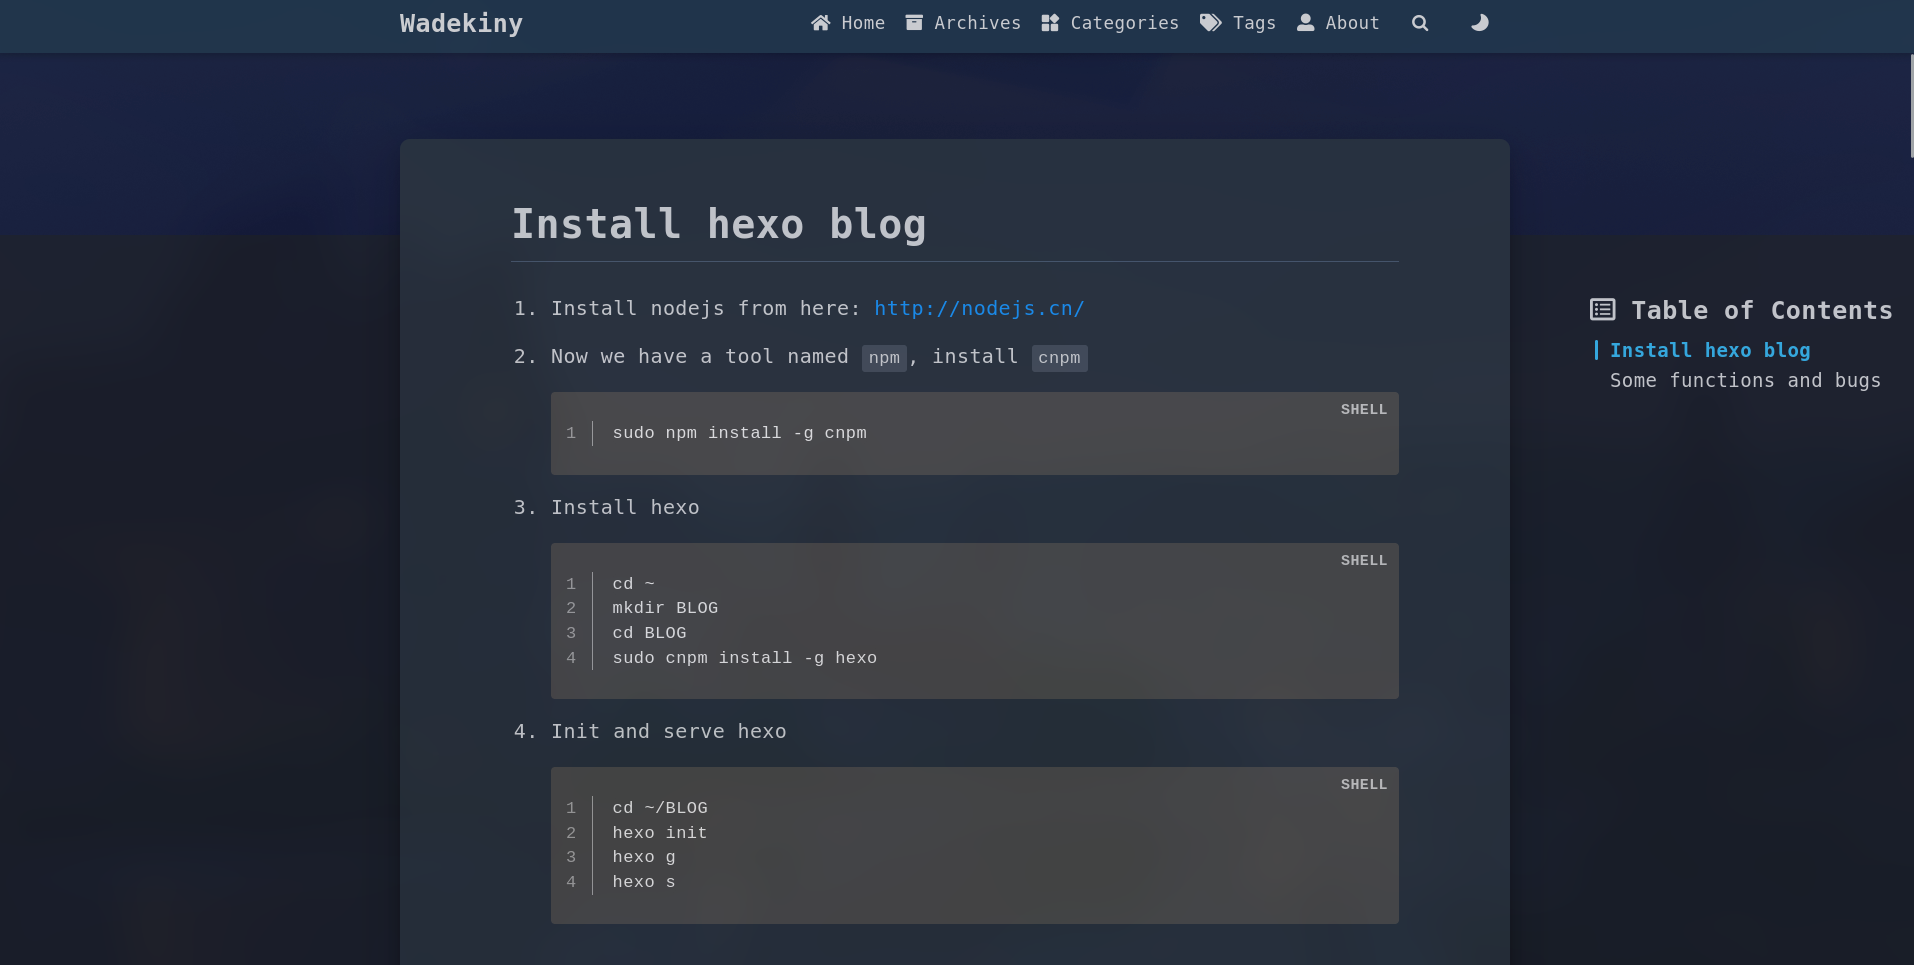 Wadekiny Home Archives Categories Tags About
Install hexo blog
1. Install nodejs from here: http://nodejs.cn/
2. Now we have a tool named npm, install cnpm
SHELL
1 sudo npm install -g cnpm
3. Install hexo
SHELL
1 cd ~
2 mkdir BLOG
3 cd BLOG
4 sudo cnpm install -g hexo
4. Init and serve hexo
SHELL
1 cd ~/BLOG
2 hexo init
3 hexo g
4 hexo s
Table of Contents
Install hexo blog
Some functions and bugs